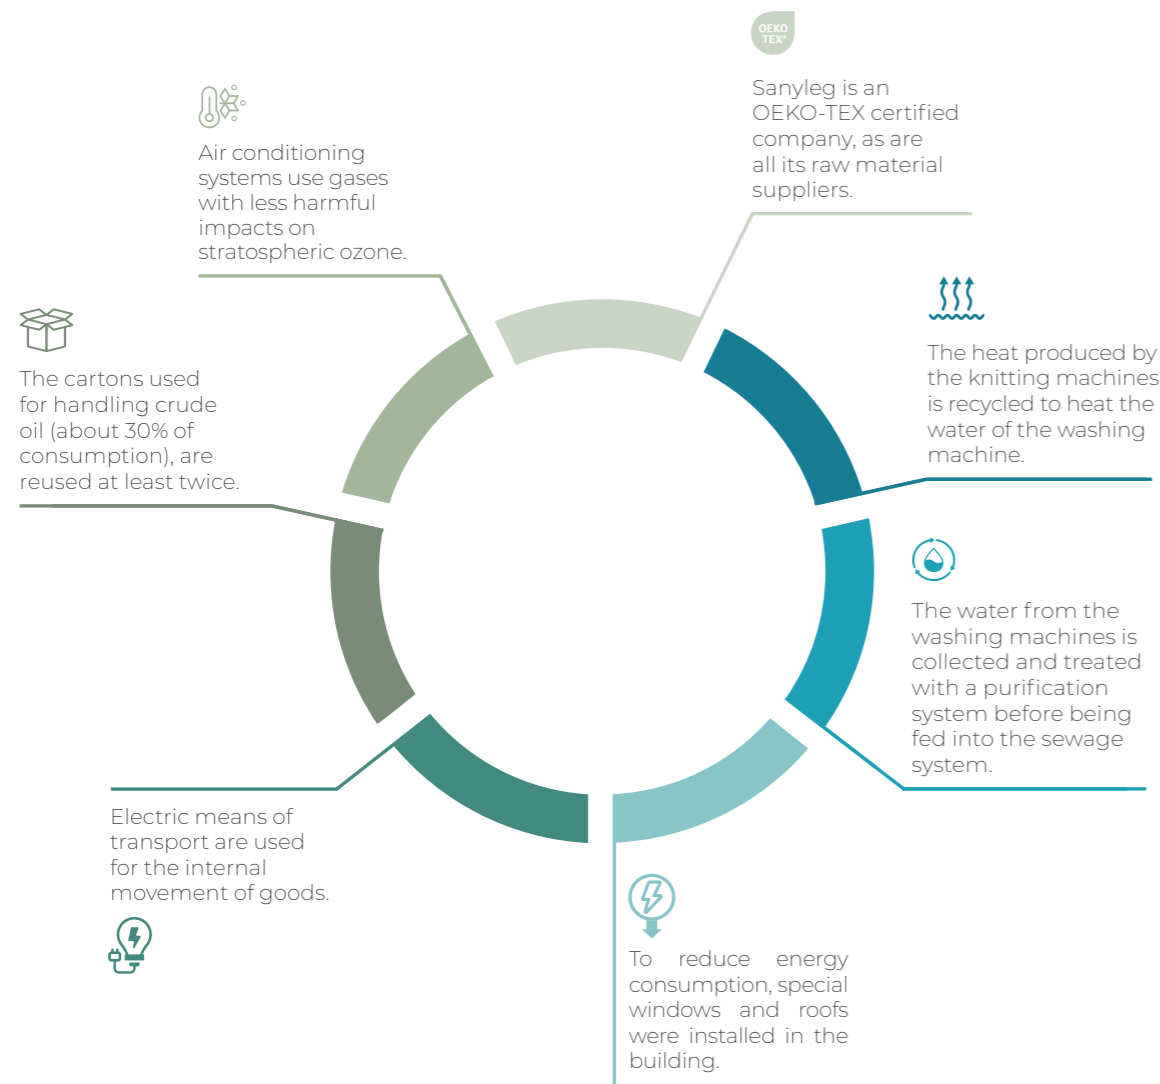 OEKO
TEX®
Sanyleg is an
OEKO-TEX certified
company, as are
all its raw material
suppliers.
Air conditioning
systems use gases
with less harmful
impacts on
stratospheric ozone.
The heat produced by
the knitting machines
is recycled to heat the
water of the washing
machine.
The cartons used
for handling crude
oil (about 30% of
consumption), are
reused at least twice.
The water from the
washing machines is
collected and treated
with a purification
system before being
fed into the sewage
system.
Electric means of
transport are used
for the internal
movement of goods.
To reduce energy
consumption, special
windows and roofs
were installed in the
building.